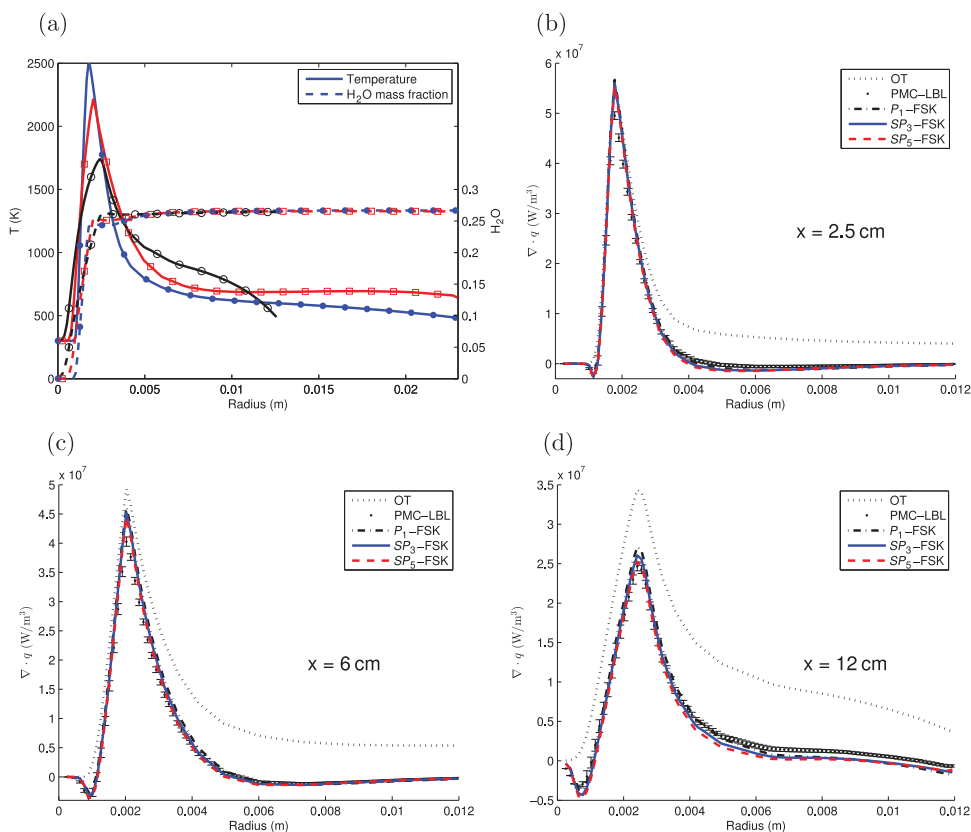 (a)
2500
2000
1500
1000
500
0
T (K)
0.3
0.25
0.2
0.15
0.1
0.05
0
H2O
0
0.005
0.01
0.015
0.02
Radius (m)
Temperature
H2O mass fraction
(b)
x 10^7
6
5
4
3
2
1
0
∇ · q (W/m³)
0
0.002
0.004
0.006
0.008
0.01
0.012
Radius (m)
OT
PMC–LBL
P1–FSK
SP3–FSK
SP5–FSK
x = 2.5 cm
(c)
x 10^7
5
4.5
4
3.5
3
2.5
2
1.5
1
0.5
0
∇ · q (W/m³)
0
0.002
0.004
0.006
0.008
0.01
0.012
Radius (m)
OT
PMC–LBL
P1–FSK
SP3–FSK
SP5–FSK
x = 6 cm
(d)
x 10^7
3.5
3
2.5
2
1.5
1
0.5
0
−0.5
∇ · q (W/m³)
0
0.002
0.004
0.006
0.008
0.01
0.012
Radius (m)
OT
PMC–LBL
P1–FSK
SP3–FSK
SP5–FSK
x = 12 cm